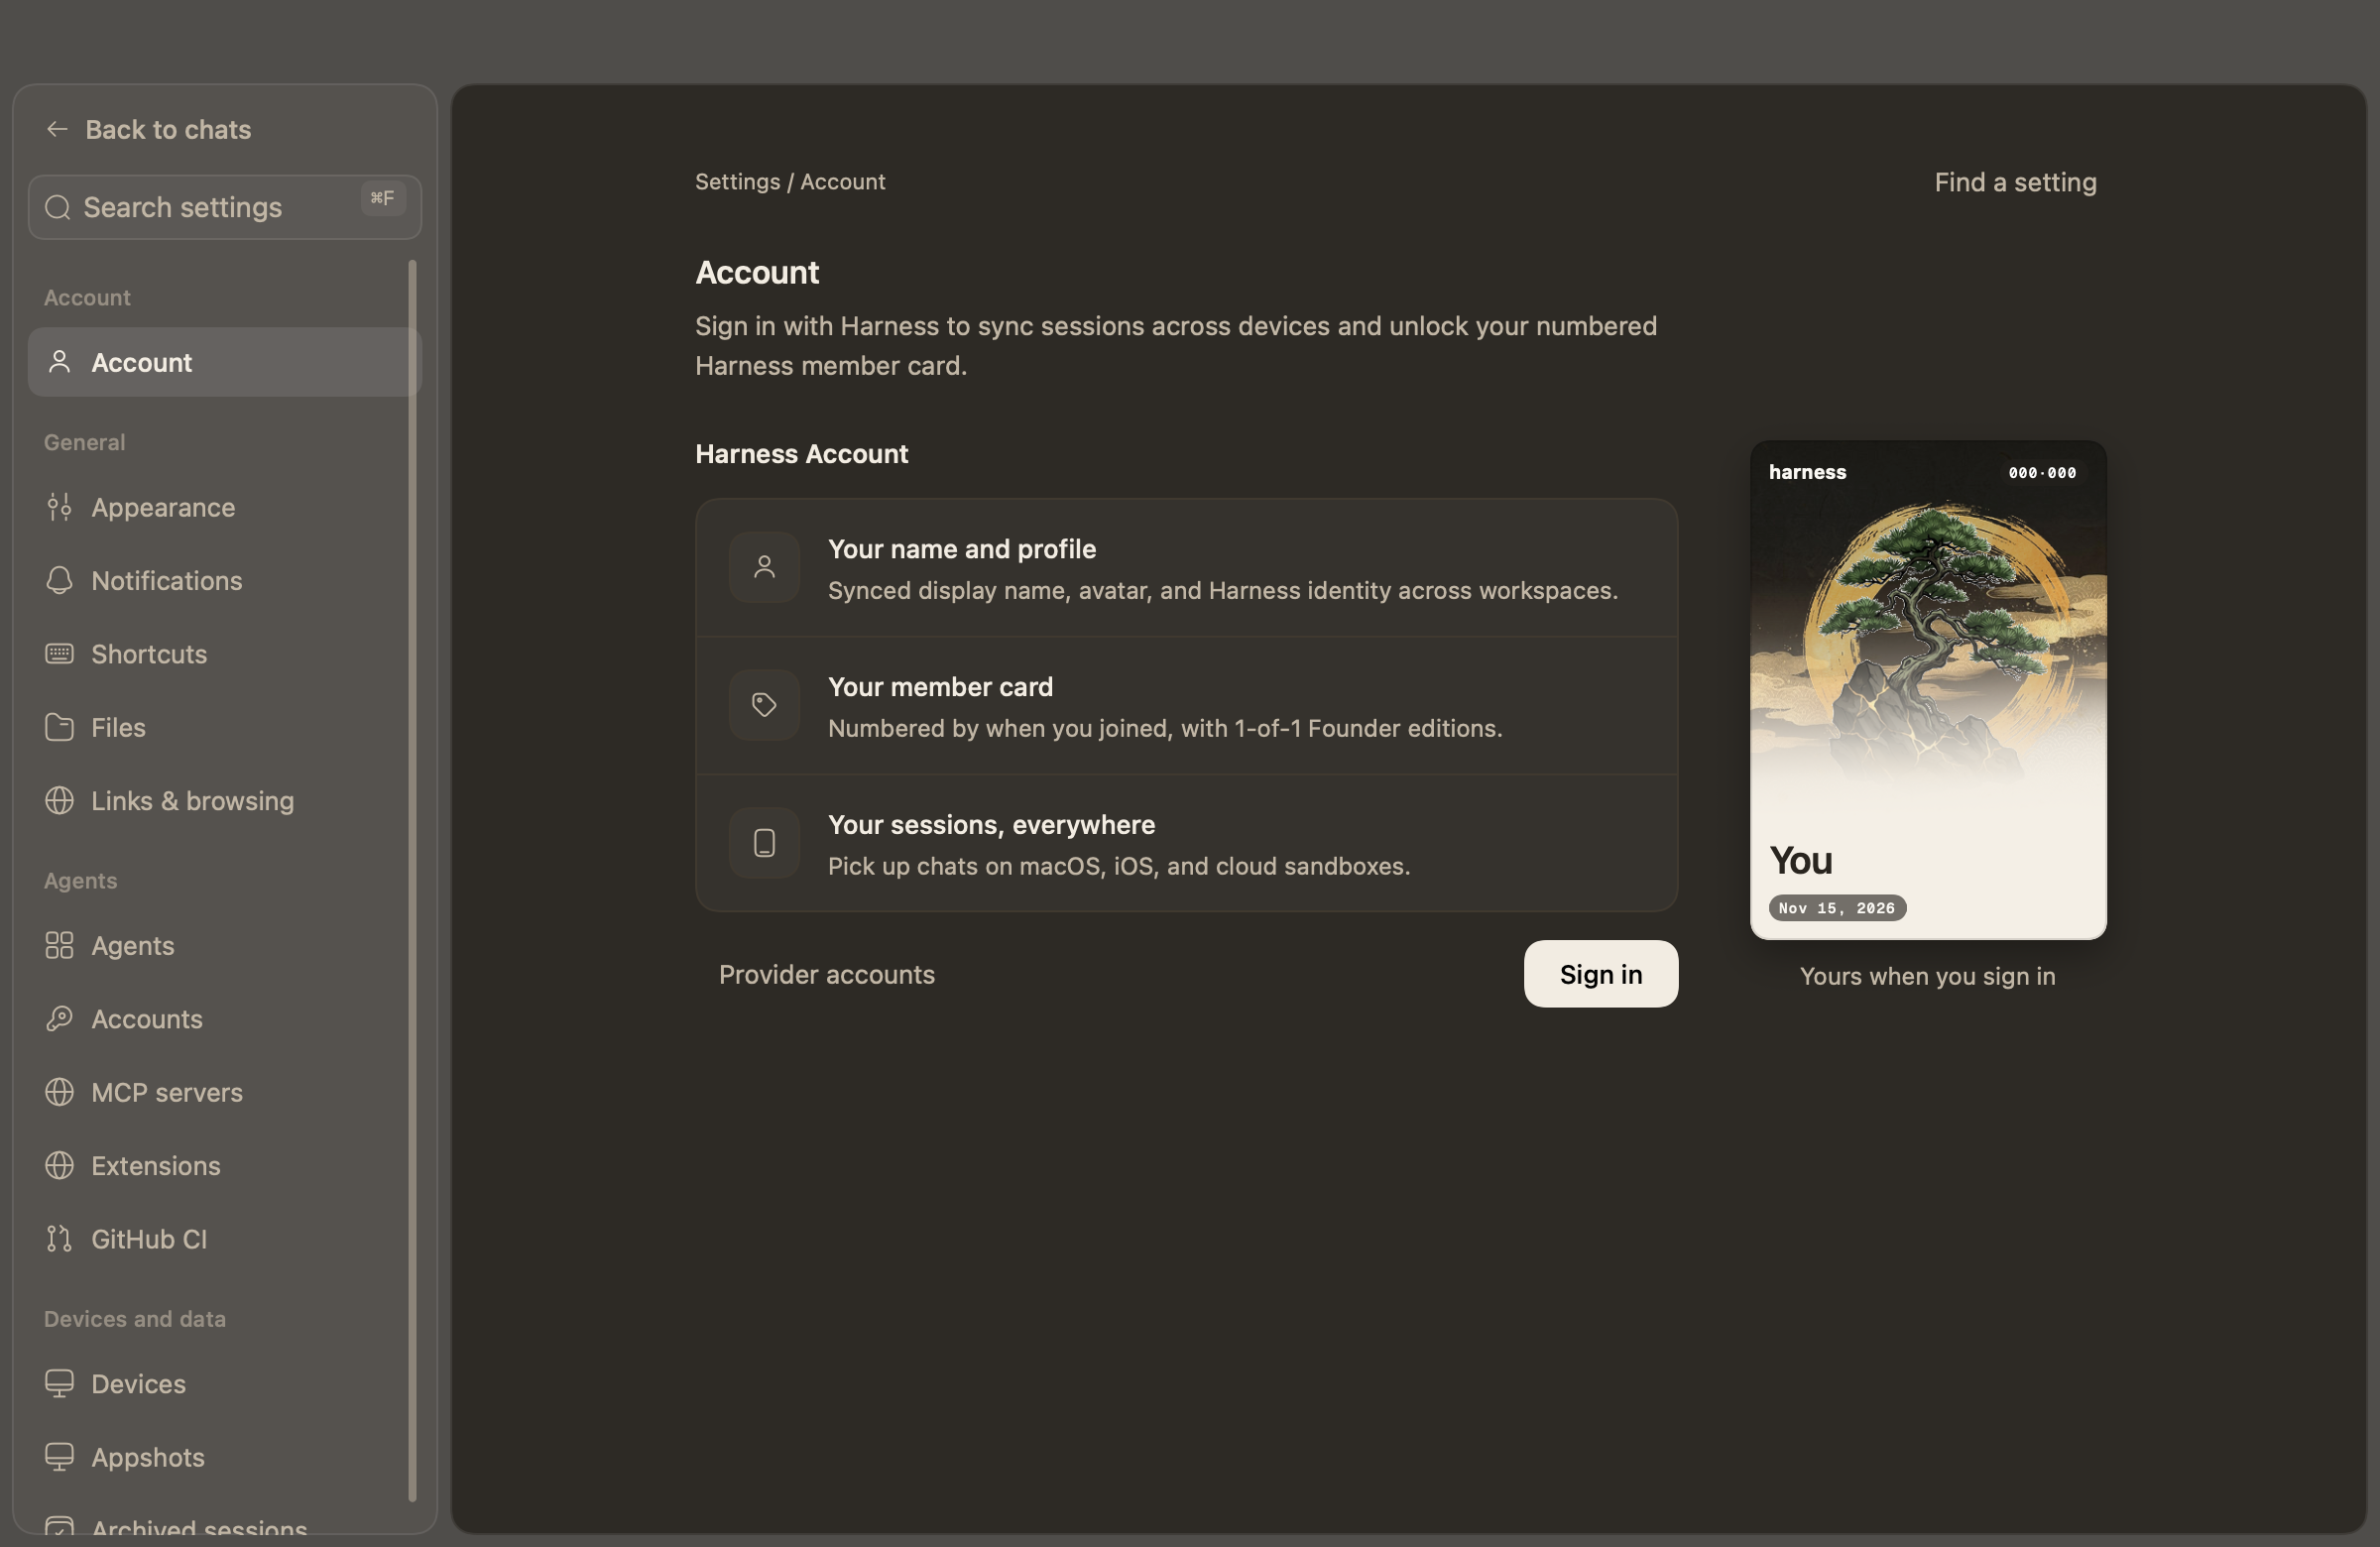 Back to chats
Search settings
⌘F
Account
Account
General
Appearance
Notifications
Shortcuts
Files
Links & browsing
Agents
Agents
Accounts
MCP servers
Extensions
GitHub CI
Devices and data
Devices
Appshots
Archived sessions
Settings / Account
Find a setting
Account
Sign in with Harness to sync sessions across devices and unlock your numbered
Harness member card.
Harness Account
Your name and profile
Synced display name, avatar, and Harness identity across workspaces.
Your member card
Numbered by when you joined, with 1-of-1 Founder editions.
Your sessions, everywhere
Pick up chats on macOS, iOS, and cloud sandboxes.
Provider accounts
Sign in
harness
000·000
You
Nov 15, 2026
Yours when you sign in